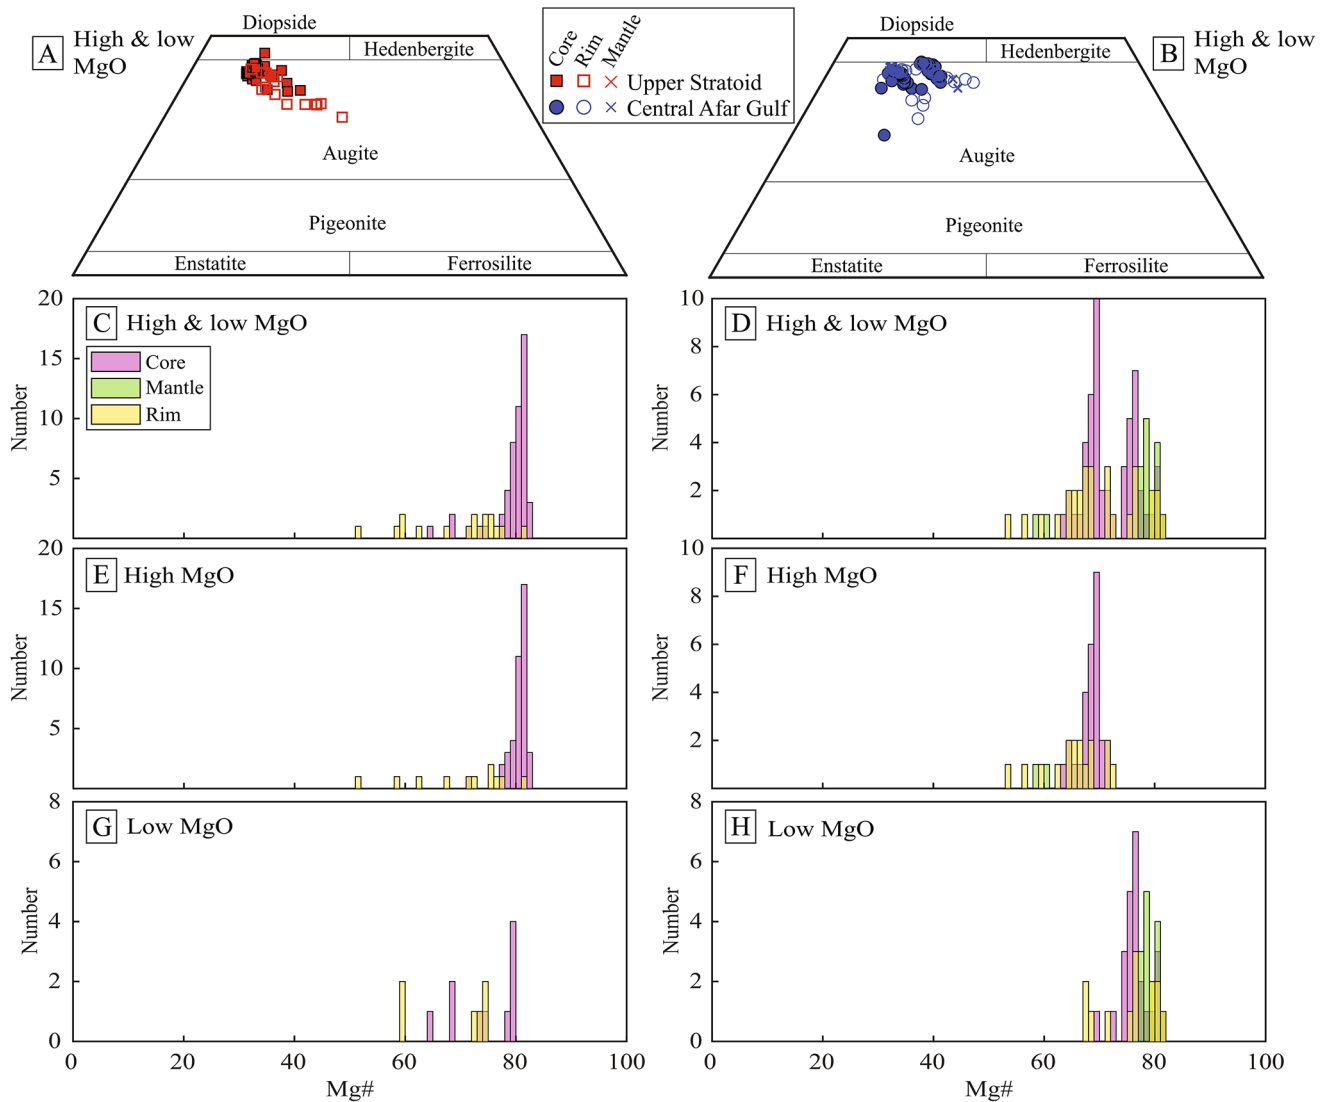 A
High & low
MgO
Diopside
Hedenbergite
Augite
Pigeonite
Enstatite
Ferrosilite
Core
Rim
Mantle
Upper Stratoid
Central Afar Gulf
Diopside
B
High & low
MgO
Hedenbergite
Augite
Pigeonite
Enstatite
Ferrosilite
C High & low MgO
Core
Mantle
Rim
Number
20
15
10
5
D High & low MgO
Number
10
8
6
4
2
E High MgO
Number
20
15
10
5
F High MgO
Number
10
8
6
4
2
G Low MgO
Number
8
6
4
2
0
0 20 40 60 80 100
Mg#
H Low MgO
Number
8
6
4
2
0
0 20 40 60 80 100
Mg#